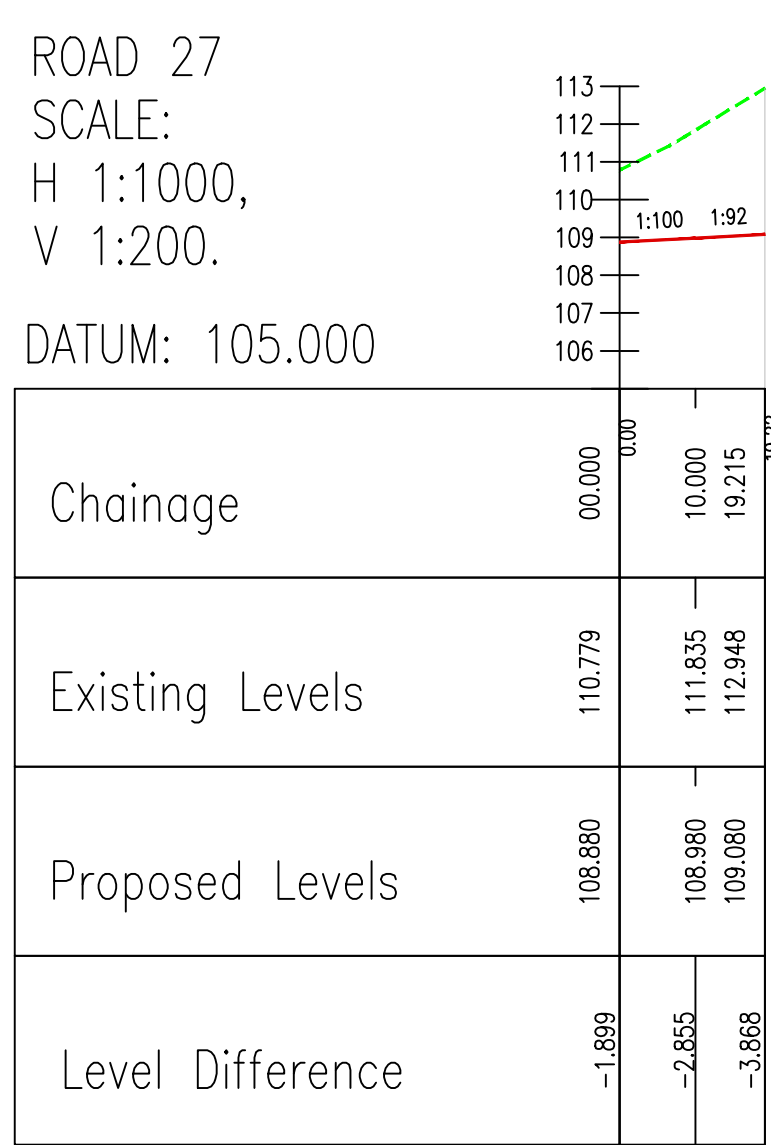 ROAD 27
SCALE:
H 1:1000,
V 1:200.
DATUM: 105.000
113
112
111
110
109
108
107
106
1:100 1:92
0.00
Chainage 00.000 10.000 19.215
Existing Levels 110.779 111.835 112.948
Proposed Levels 108.880 108.980 109.080
Level Difference -1.899 -2.855 -3.868